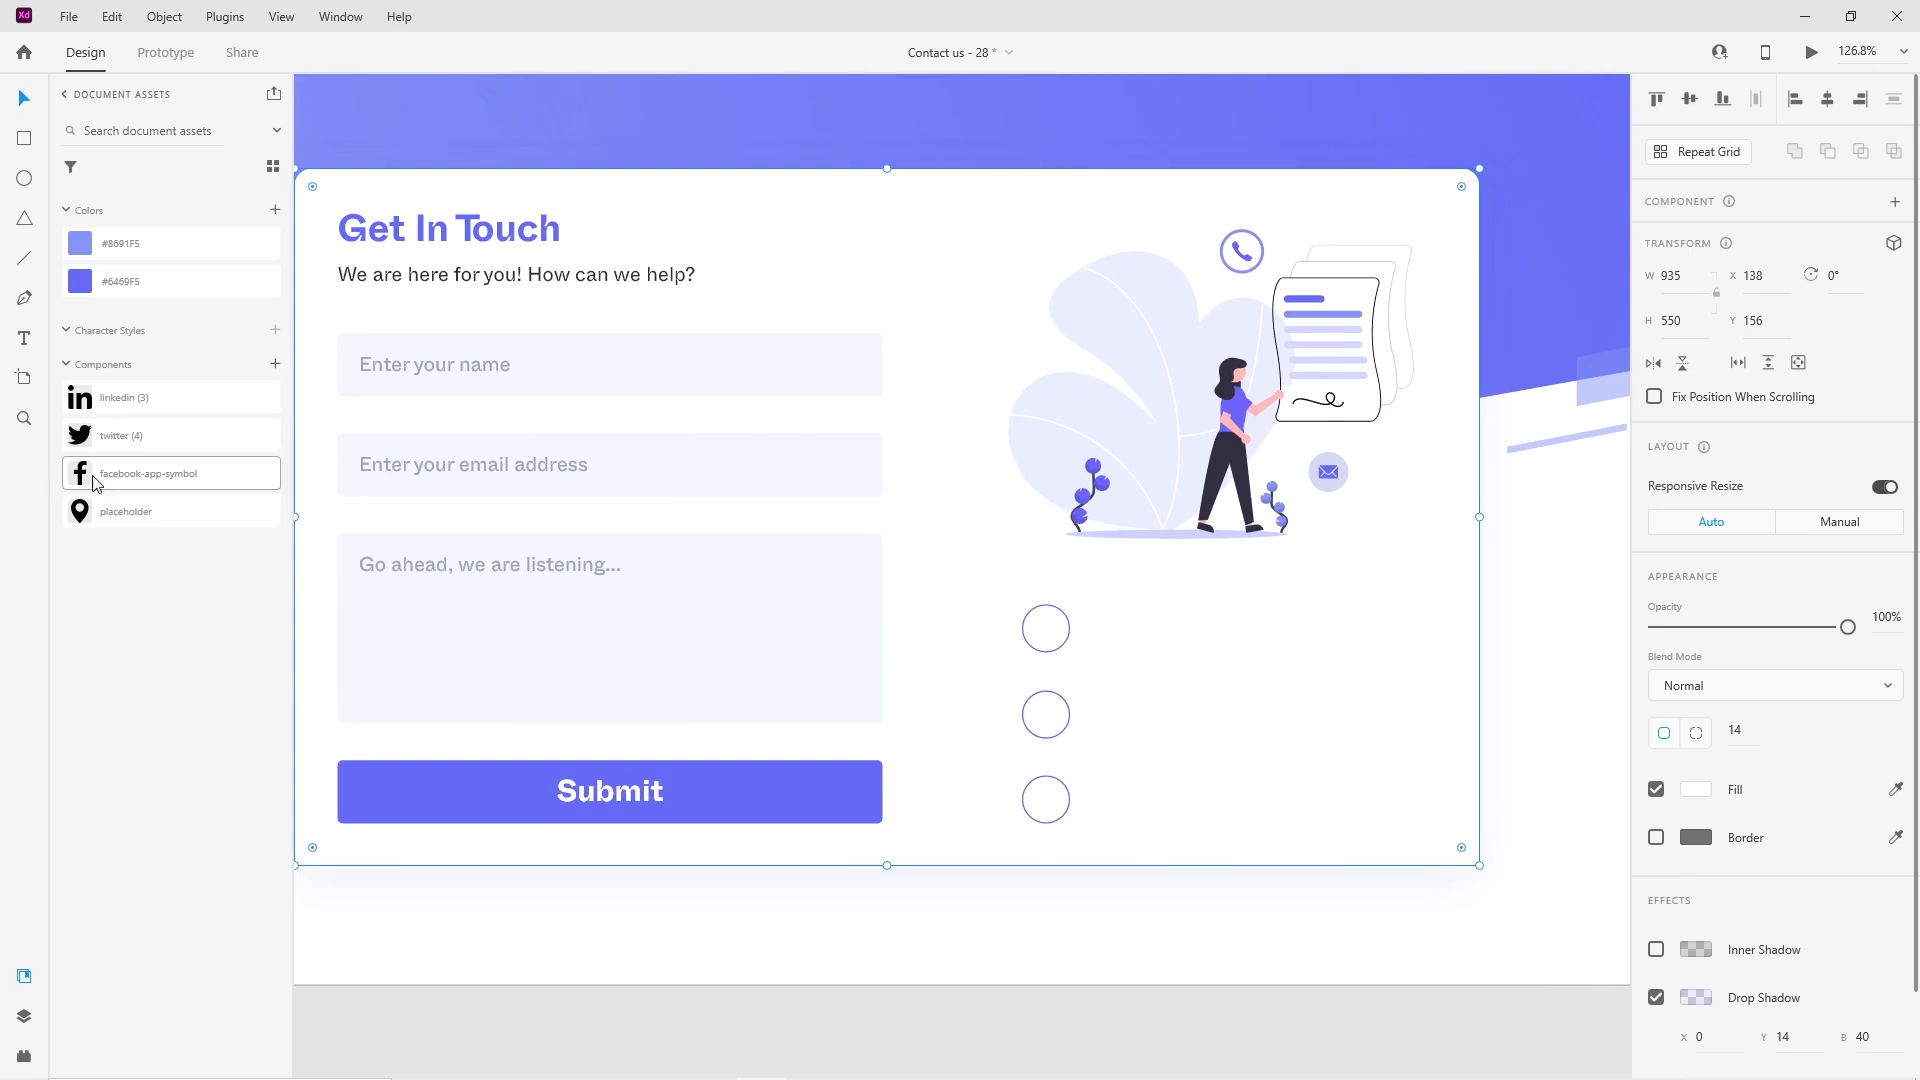 Xd File Edit Object Plugins View Window Help
Design Prototype Share Contact us - 28 * 126.8%
DOCUMENT ASSETS
Search document assets
Colors
#8691F5
#6469F5
Character Styles
Components
linkedin (3)
twitter (4)
facebook-app-symbol
placeholder
Get In Touch
We are here for you! How can we help?
Enter your name
Enter your email address
Go ahead, we are listening...
Submit
Repeat Grid
COMPONENT
TRANSFORM
W 935 X 138 0°
H 550 Y 156
Fix Position When Scrolling
LAYOUT
Responsive Resize
Auto Manual
APPEARANCE
Opacity
100%
Blend Mode
Normal
14
Fill
Border
EFFECTS
Inner Shadow
Drop Shadow
X 0 Y 14 B 40